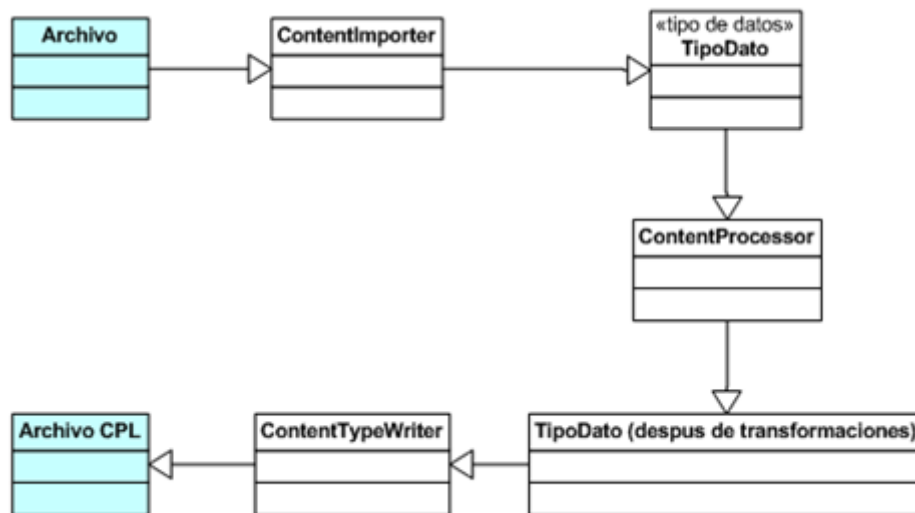 Archivo
ContentImporter
«tipo de datos»
TipoDato
ContentProcessor
Archivo CPL
ContentTypeWriter
TipoDato (despus de transformaciones)